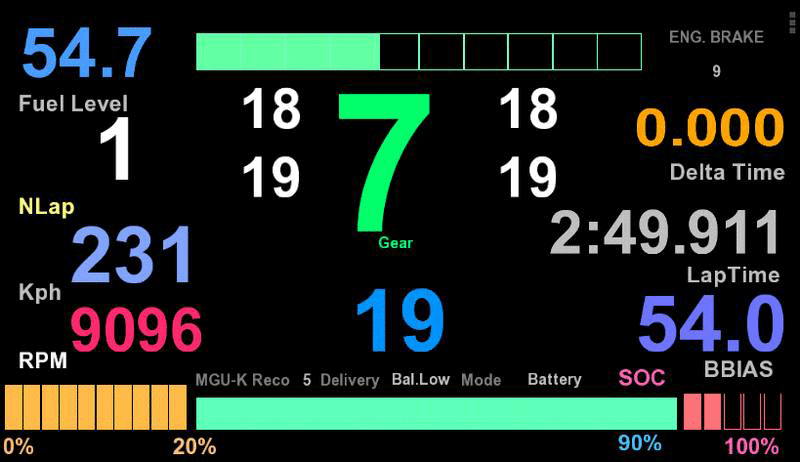 54.7
Fuel Level
ENG. BRAKE
9
18
18
7
0.000
Delta Time
1
NLap
19
19
Gear
2:49.911
LapTime
231
Kph
9096
RPM
19
54.0
BBIAS
MGU-K Reco 5 Delivery Bal.Low Mode Battery SOC
0% 20% 90% 100%